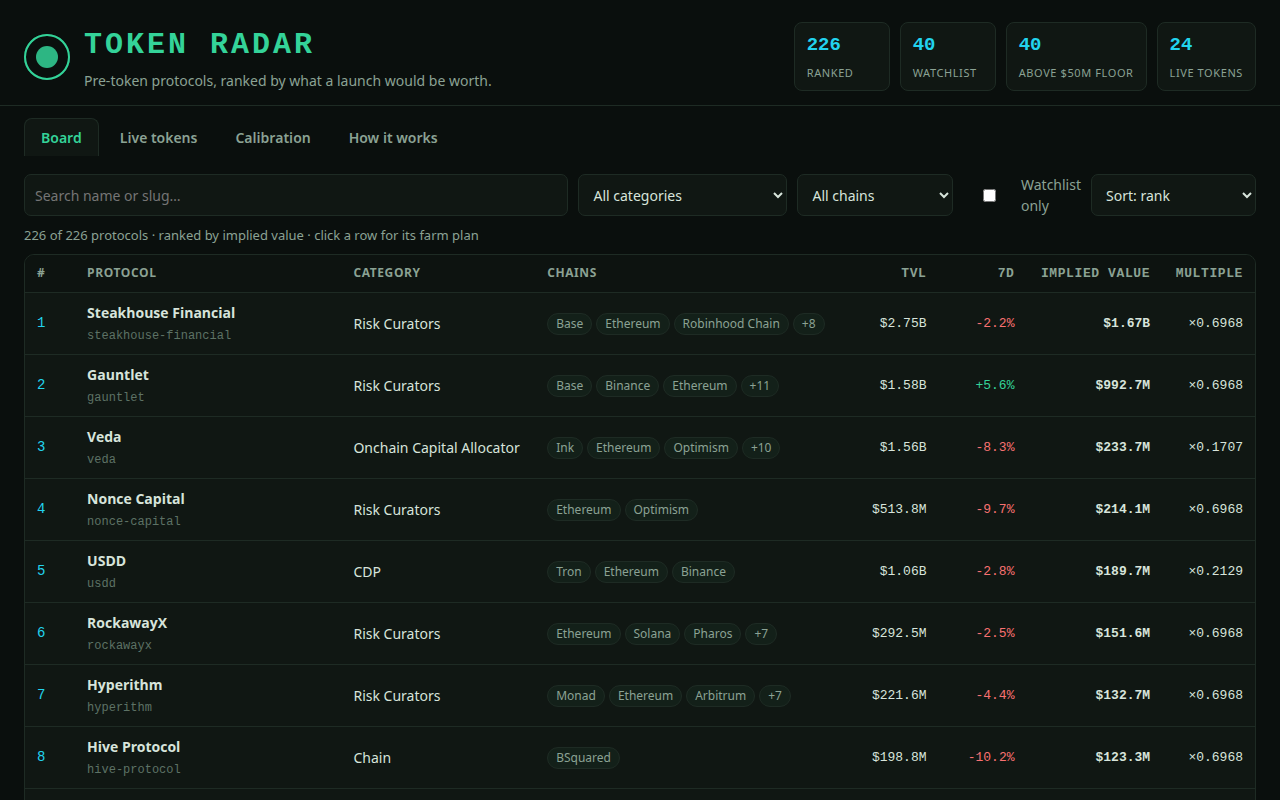 TOKEN RADAR
Pre-token protocols, ranked by what a launch would be worth.
226
RANKED
40
WATCHLIST
40
ABOVE $50M FLOOR
24
LIVE TOKENS
Board Live tokens Calibration How it works
Search name or slug... All categories All chains Watchlist only Sort: rank
226 of 226 protocols · ranked by implied value · click a row for its farm plan
# PROTOCOL CATEGORY CHAINS TVL 7D IMPLIED VALUE MULTIPLE
1 Steakhouse Financial Risk Curators Base Ethereum Robinhood Chain +8 $2.75B -2.2% $1.67B ×0.6968
steakhouse-financial
2 Gauntlet Risk Curators Base Binance Ethereum +11 $1.58B +5.6% $992.7M ×0.6968
gauntlet
3 Veda Onchain Capital Allocator Ink Ethereum Optimism +10 $1.56B -8.3% $233.7M ×0.1707
veda
4 Nonce Capital Risk Curators Ethereum Optimism $513.8M -9.7% $214.1M ×0.6968
nonce-capital
5 USDD CDP Tron Ethereum Binance $1.06B -2.8% $189.7M ×0.2129
usdd
6 RockawayX Risk Curators Ethereum Solana Pharos +7 $292.5M -2.5% $151.6M ×0.6968
rockawayx
7 Hyperithm Risk Curators Monad Ethereum Arbitrum +7 $221.6M -4.4% $132.7M ×0.6968
hyperithm
8 Hive Protocol Chain BSquared $198.8M -10.2% $123.3M ×0.6968
hive-protocol